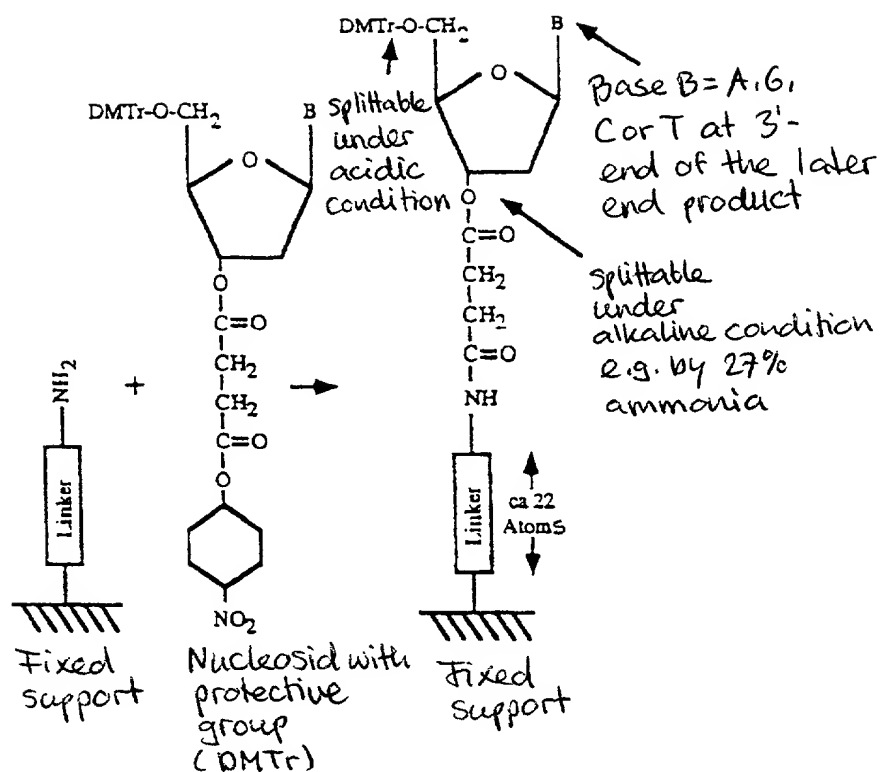 DMTr-O-CH2
B
O
O
C=O
CH2
CH2
C=O
O
NO2
NH2
Linker
+
Fixed
support
Nucleosid with
protective
group
(DMTr)
DMTr-O-CH2
B
O
O
C=O
CH2
CH2
C=O
NH
Linker
ca 22
Atoms
Fixed
support
splittable
under
acidic
condition
Base B = A, G,
C or T at 3'-
end of the later
end product
splittable
under
alkaline condition
e.g. by 27%
ammonia